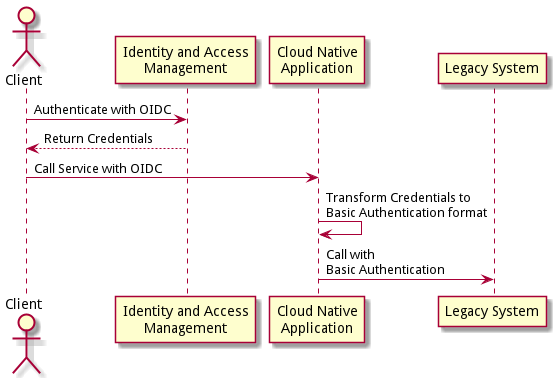 Client
Identity and Access
Management
Cloud Native
Application
Legacy System
Authenticate with OIDC
Return Credentials
Call Service with OIDC
Transform Credentials to
Basic Authentication format
Call with
Basic Authentication
Client
Identity and Access
Management
Cloud Native
Application
Legacy System